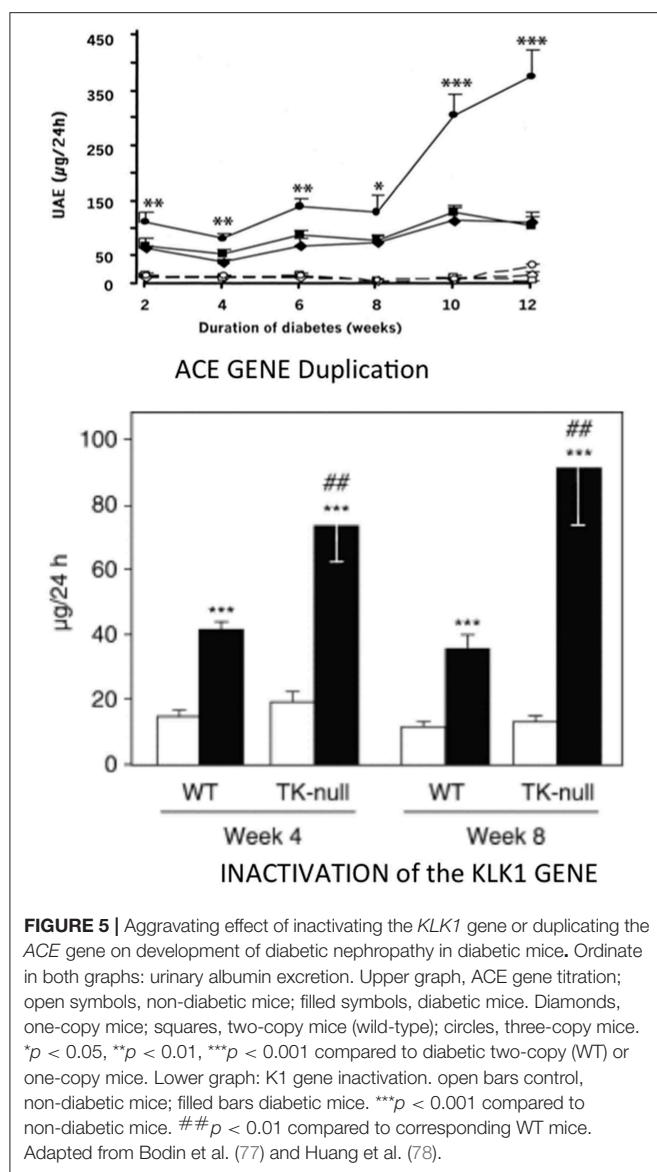 450
***
***
350
250
**
**
**
*
150
50
0
UAE (µg/24h)
2 4 6 8 10 12
Duration of diabetes (weeks)
ACE GENE Duplication
100
##
***
##
***
80
60
***
***
40
20
0
µg/24 h
WT TK-null WT TK-null
Week 4 Week 8
INACTIVATION of the KLK1 GENE
FIGURE 5 | Aggravating effect of inactivating the KLK1 gene or duplicating the
ACE gene on development of diabetic nephropathy in diabetic mice. Ordinate
in both graphs: urinary albumin excretion. Upper graph, ACE gene titration;
open symbols, non-diabetic mice; filled symbols, diabetic mice. Diamonds,
one-copy mice; squares, two-copy mice (wild-type); circles, three-copy mice.
*p < 0.05, **p < 0.01, ***p < 0.001 compared to diabetic two-copy (WT) or
one-copy mice. Lower graph: K1 gene inactivation. open bars control,
non-diabetic mice; filled bars diabetic mice. ***p < 0.001 compared to
non-diabetic mice. ##p < 0.01 compared to corresponding WT mice.
Adapted from Bodin et al. (77) and Huang et al. (78).